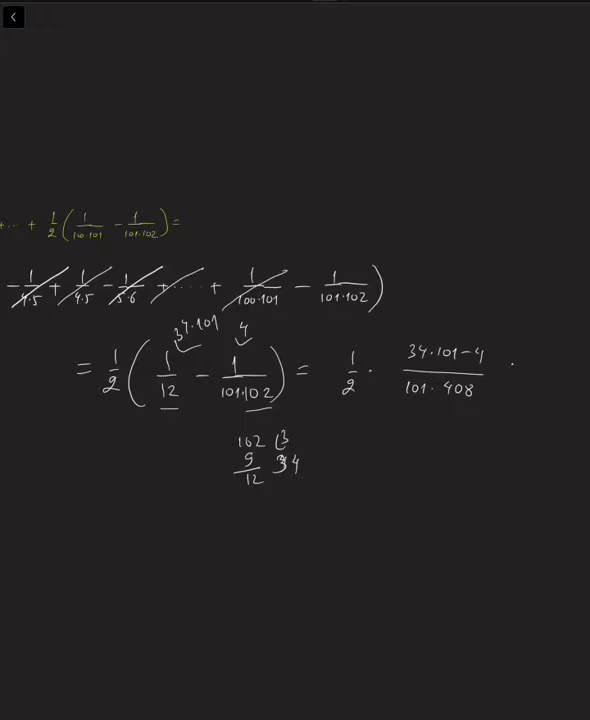 + ... + 1/2 (1/100·101 − 1/101·102) =
− 1/4·5 + 1/4·5 − 1/5·6 + ... + 1/100·101 − 1/101·102 )
34·101 4
= 1/2 ( 1/12 − 1/101·102 ) = 1/2 · 34·101−4/101·408 ·
102 3
9 34
12